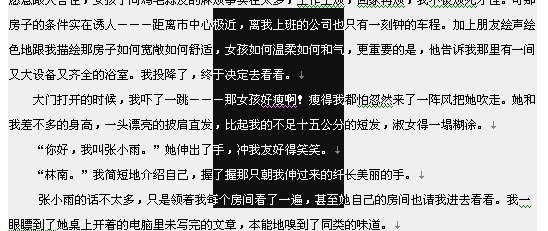 房子的条件实在诱人———距离市中心极近，离我上班的公司也只有一刻钟的车程。加上朋友绘声绘
色地跟我描绘那房子如何宽敞如何舒适，女孩如何温柔如何和气，更重要的是，他告诉我那里有一间
又大设备又齐全的浴室。我投降了，终于决定去看看。↓
大门打开的时候，我吓了一跳———那女孩好瘦啊！瘦得我都怕忽然来了一阵风把她吹走。她和
我差不多的身高，一头漂亮的披肩直发，比起我的不足十五公分的短发，淑女得一塌糊涂。↓
“你好，我叫张小雨。”她伸出了手，冲我友好得笑笑。↓
“林南。”我简短地介绍自己，握了握那只朝我伸过来的纤长美丽的手。↓
张小雨的话不太多，只是领着我每个房间看了一遍，甚至她自己的房间也请我进去看看。我一
眼瞟到了她桌上开着的电脑里未写完的文章，本能地嗅到了同类的味道。↓